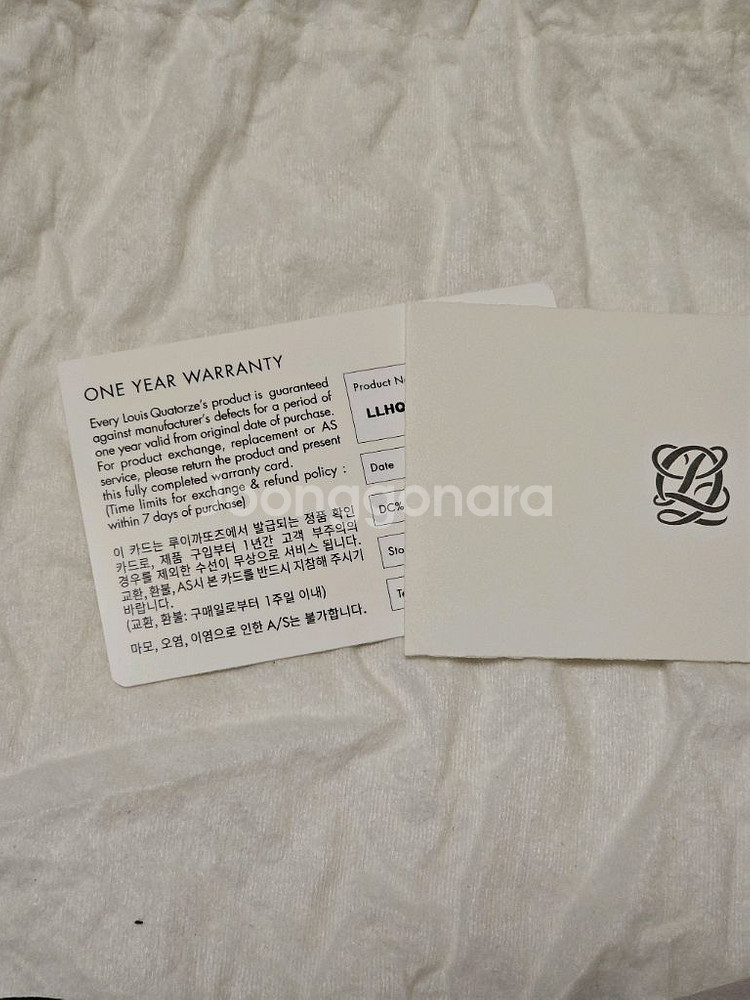 ONE YEAR WARRANTY
Every Louis Quatorze's product is guaranteed
against manufacturer's defects for a period of
one year valid from original date of purchase.
For product exchange, replacement or AS
service, please return the product and present
this fully completed warranty card.
(Time limits for exchange & refund policy :
within 7 days of purchase)
이 카드는 루이까또즈에서 발급되는 정품 확인
카드로, 제품 구입부터 1년간 고객 부주의의
경우를 제외한 수선이 무상으로 서비스 됩니다.
교환, 환불, AS시 본 카드를 반드시 지참해 주시기
바랍니다.
(교환, 환불: 구매일로부터 1주일 이내)
마모, 오염, 이염으로 인한 A/S는 불가합니다.
Product
LLHQ
Date
DC%
joonagonara